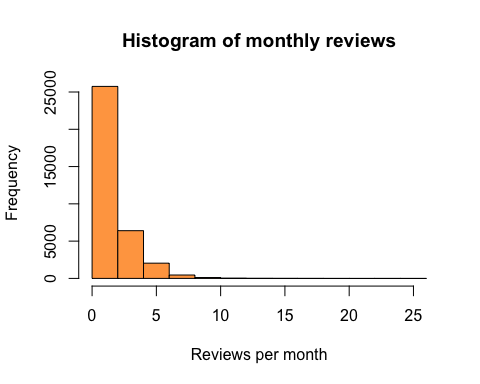 Histogram of monthly reviews
Frequency
25000
15000
5000
0
0 5 10 15 20 25
Reviews per month